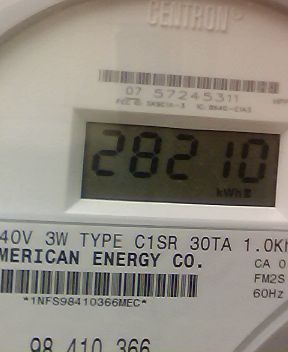 CENTRON®
07 57245311
28210
kWh
40V 3W TYPE C1SR 30TA 1.0Kh
MERICAN ENERGY CO.
CA 0
FM2S
60Hz
*1NFS98410366MEC*
98 410 366